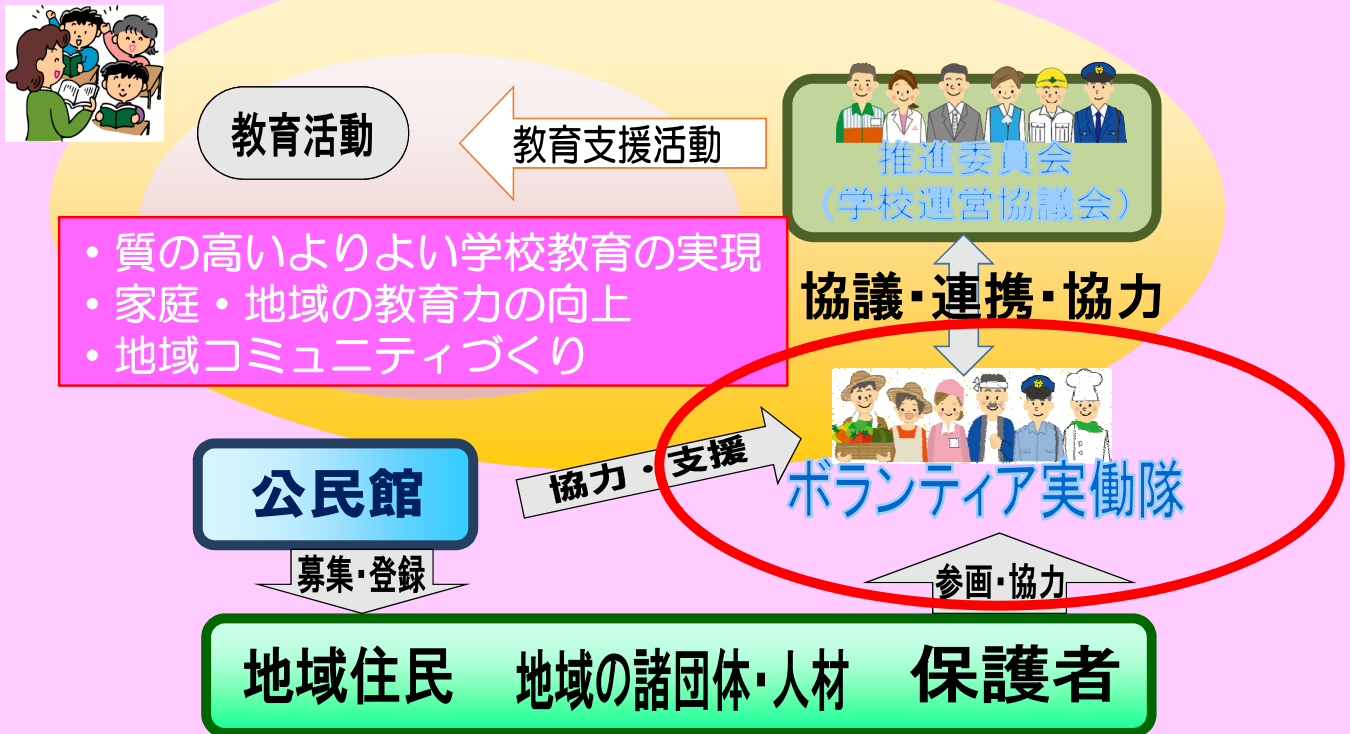 教育活動
教育支援活動
推進委員会
（学校運営協議会）
・質の高いよりよい学校教育の実現
・家庭・地域の教育力の向上
・地域コミュニティづくり
協議・連携・協力
協力・支援
ボランティア実働隊
公民館
募集・登録
参画・協力
地域住民 地域の諸団体・人材 保護者